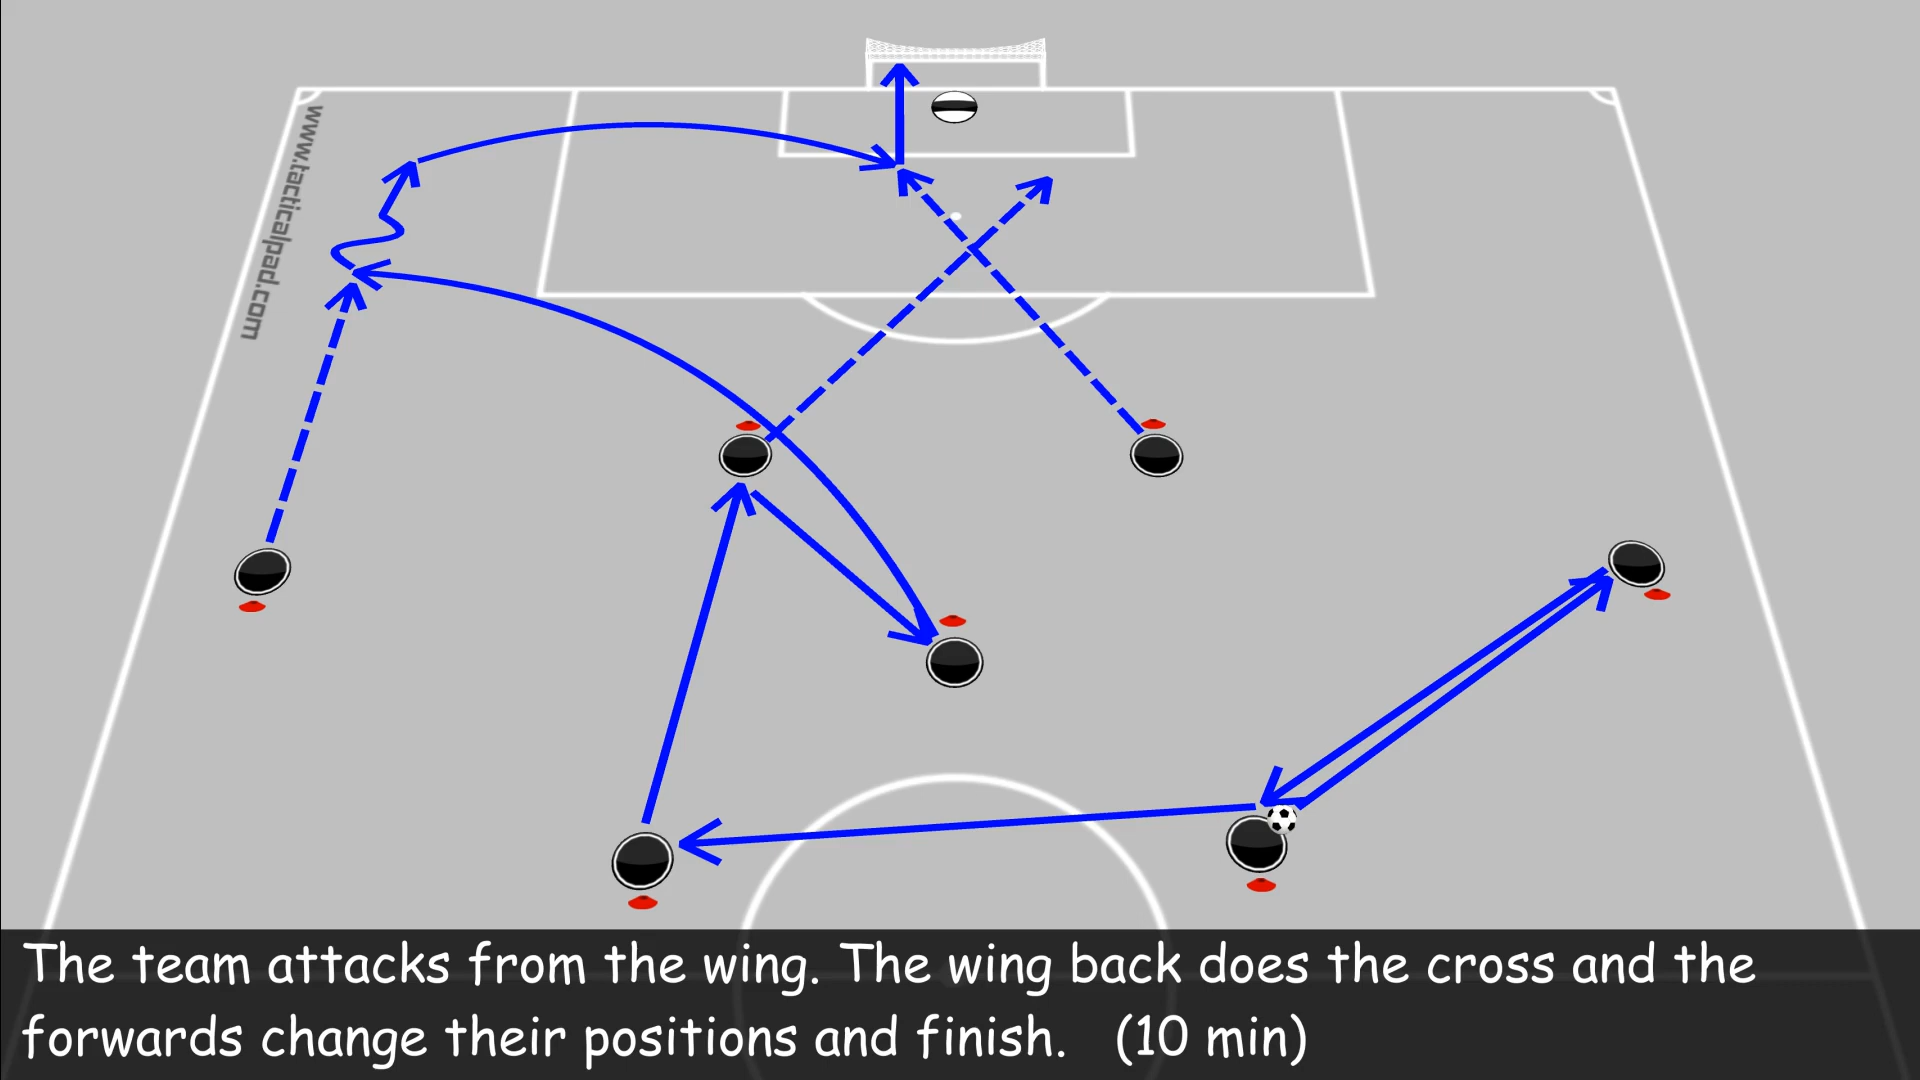 www.tacticalpad.com
The team attacks from the wing. The wing back does the cross and the
forwards change their positions and finish. (10 min)